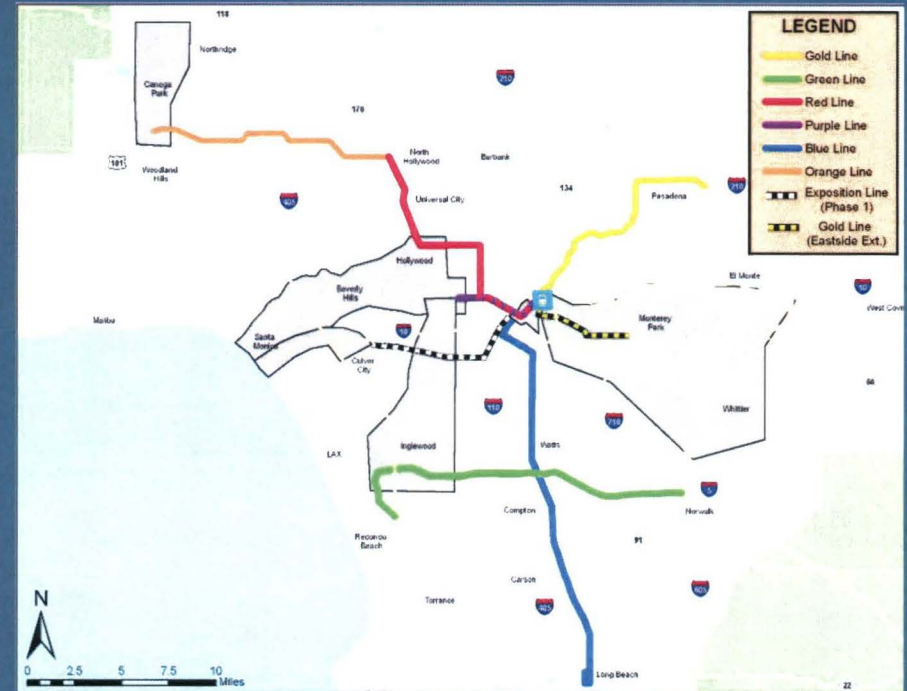 118
Northridge
LEGEND
Gold Line
Green Line
Red Line
Purple Line
Blue Line
Orange Line
Exposition Line
(Phase 1)
Gold Line
(Eastside Ext.)
210
Canoga
Park
170
101
Woodland
Hills
North
Hollywood
Burbank
134
405
Universal City
Pasadena
210
Hollywood
El Monte
Beverly
Hills
10
West Cov
Malibu
Santa
Monica
10
Monterey
Park
Culver
City
60
110
710
Whittier
LAX
Inglewood
Watts
5
Compton
Norwalk
Redondo
Beach
91
Carson
Torrance
405
605
N
0 2.5 5 10
Miles
Long Beach
22